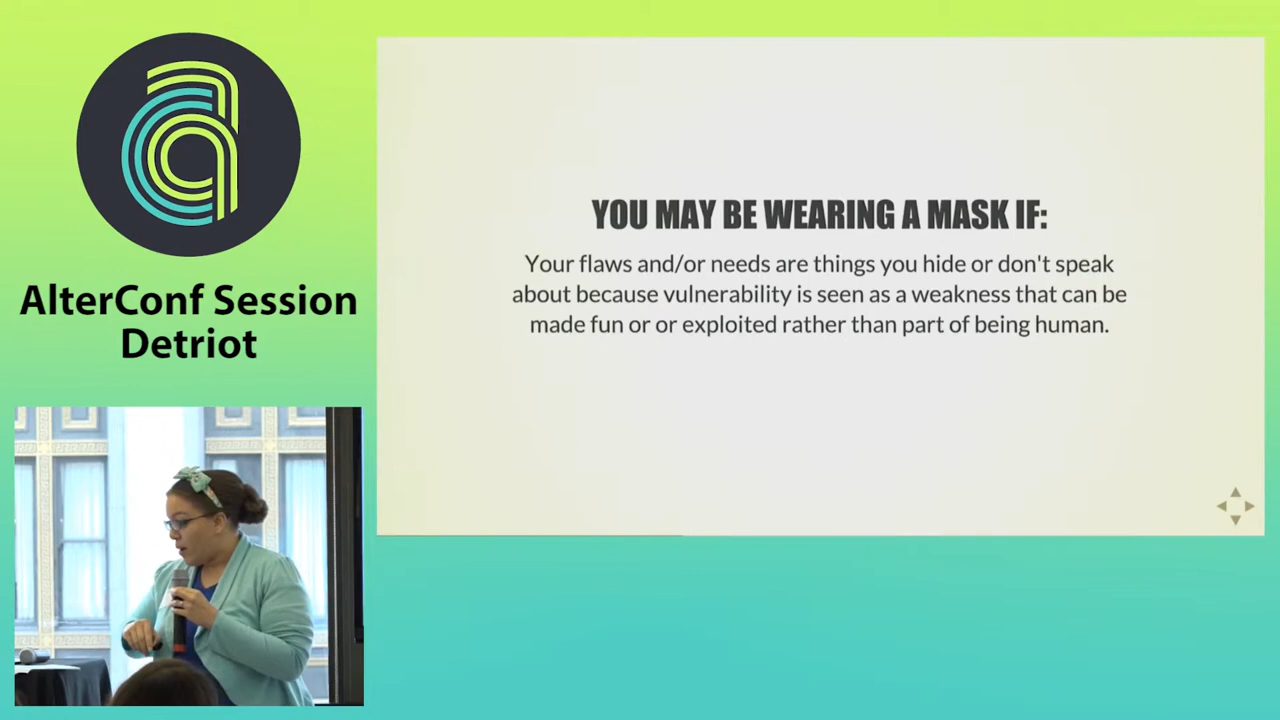 AlterConf Session
Detriot
YOU MAY BE WEARING A MASK IF:
Your flaws and/or needs are things you hide or don't speak
about because vulnerability is seen as a weakness that can be
made fun or or exploited rather than part of being human.